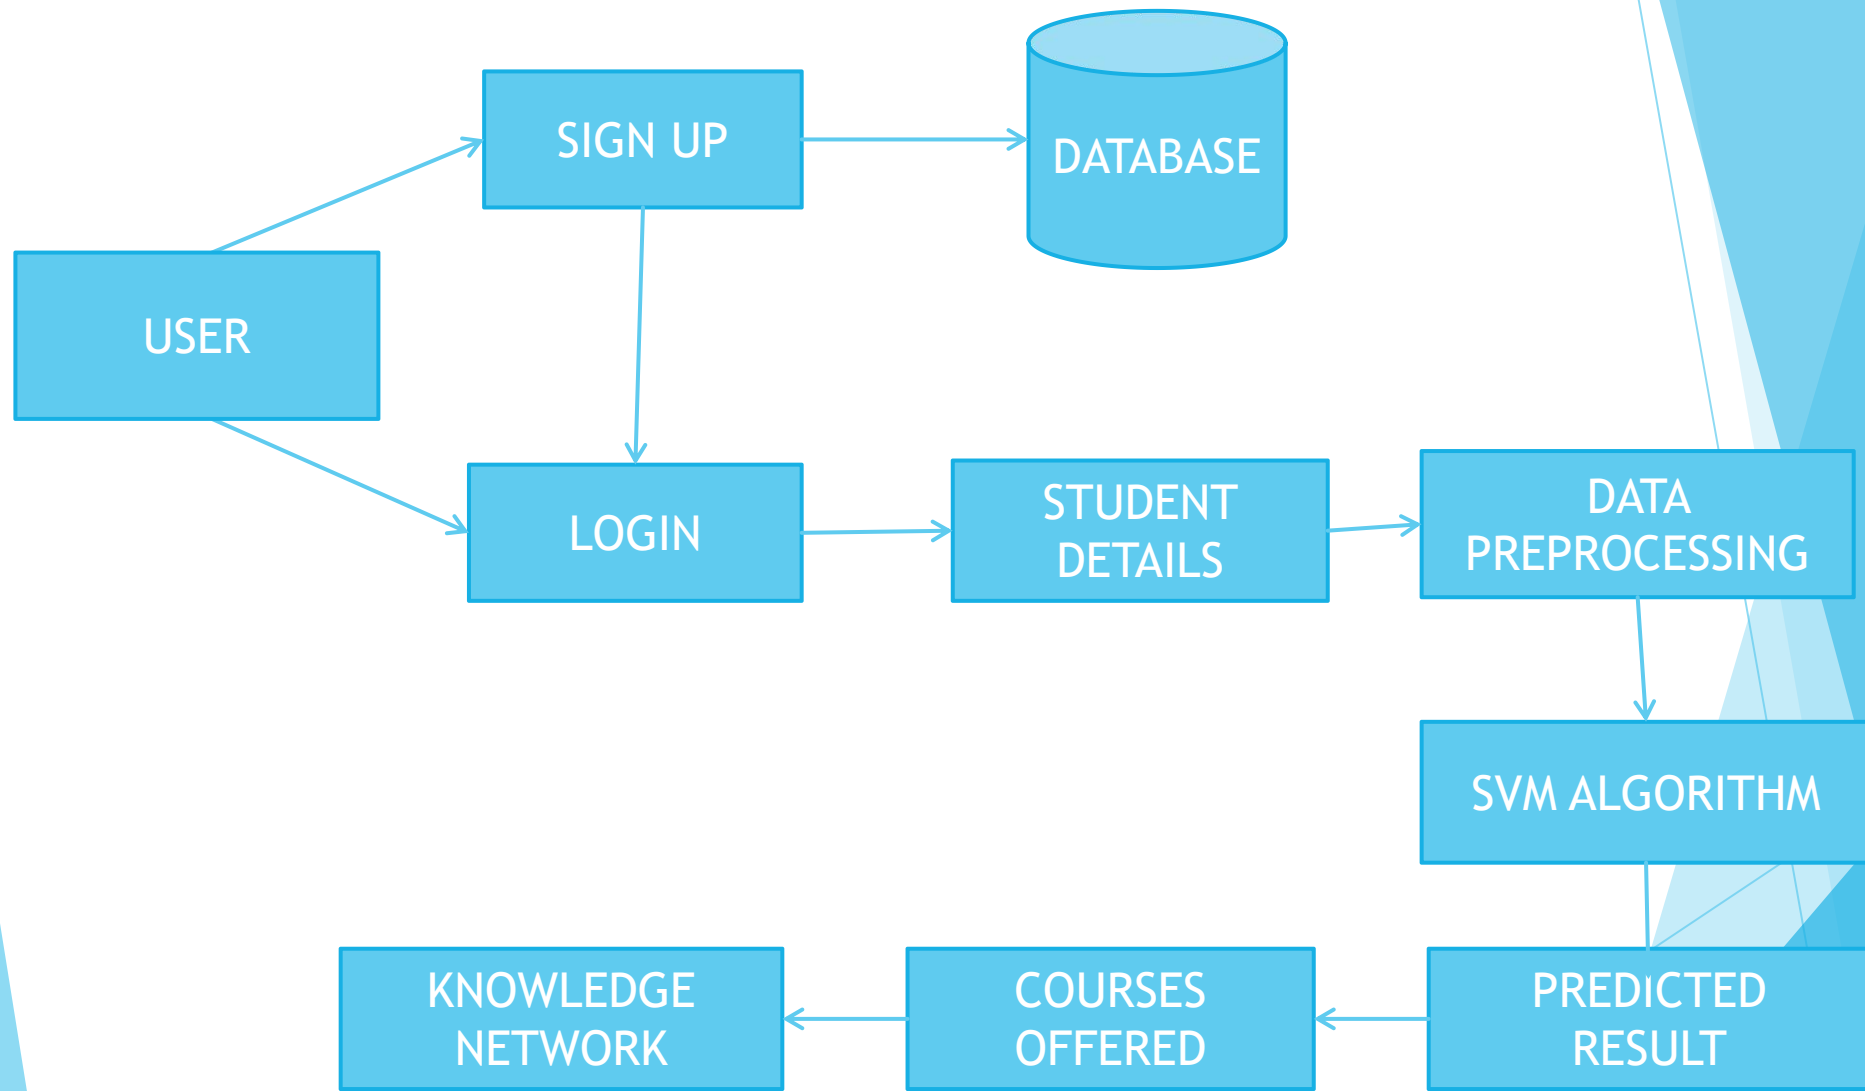 SIGN UP
DATABASE
USER
LOGIN
STUDENT
DETAILS
DATA
PREPROCESSING
SVM ALGORITHM
KNOWLEDGE
NETWORK
COURSES
OFFERED
PREDICTED
RESULT